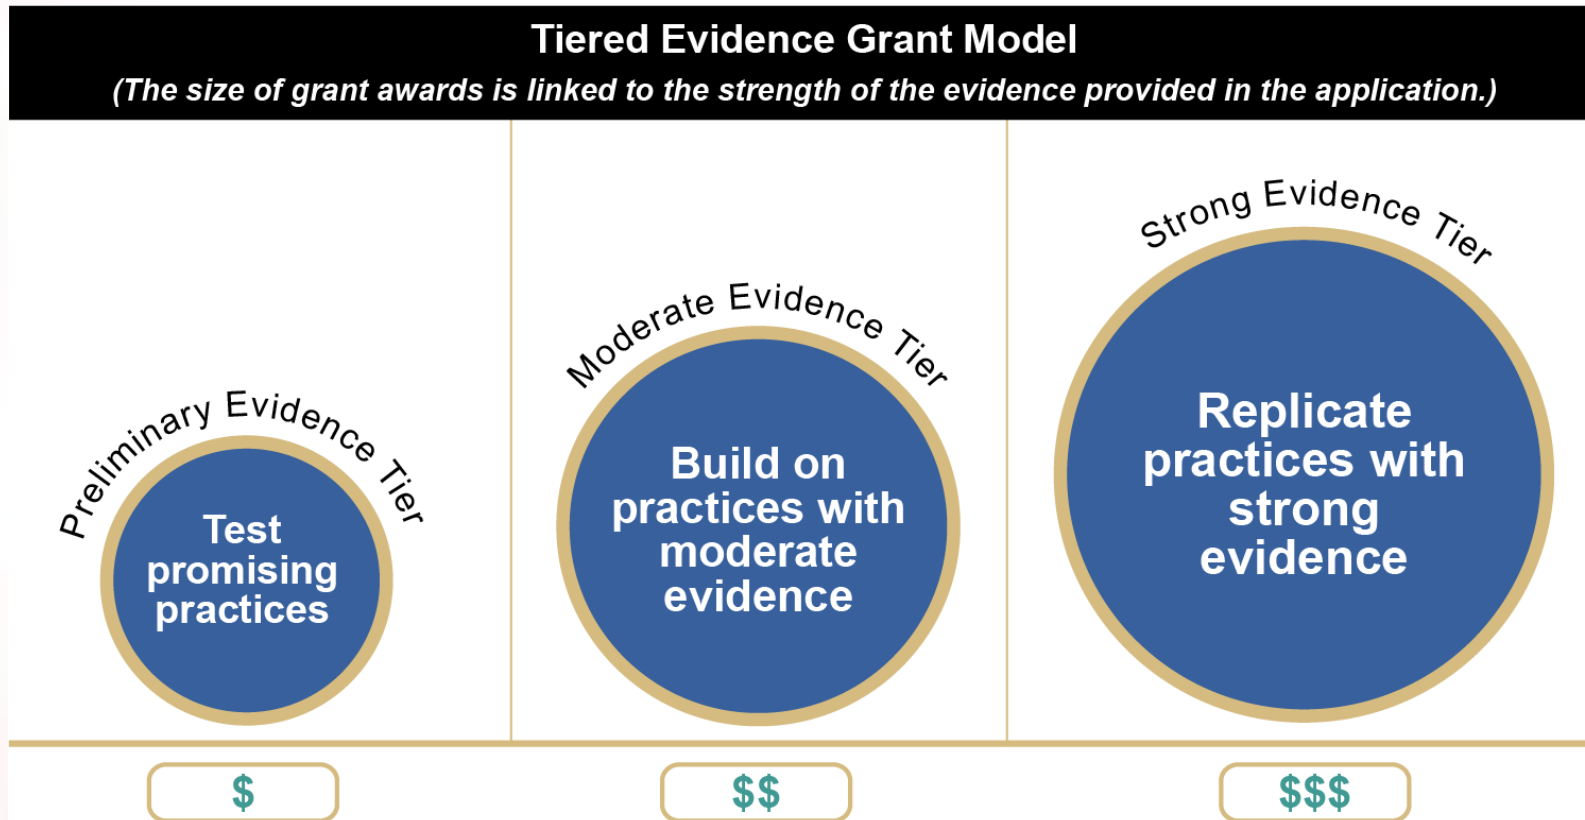 Tiered Evidence Grant Model
(The size of grant awards is linked to the strength of the evidence provided in the application.)
Preliminary Evidence Tier
Test
promising
practices
$
Moderate Evidence Tier
Build on
practices with
moderate
evidence
$$
Strong Evidence Tier
Replicate
practices with
strong
evidence
$$$